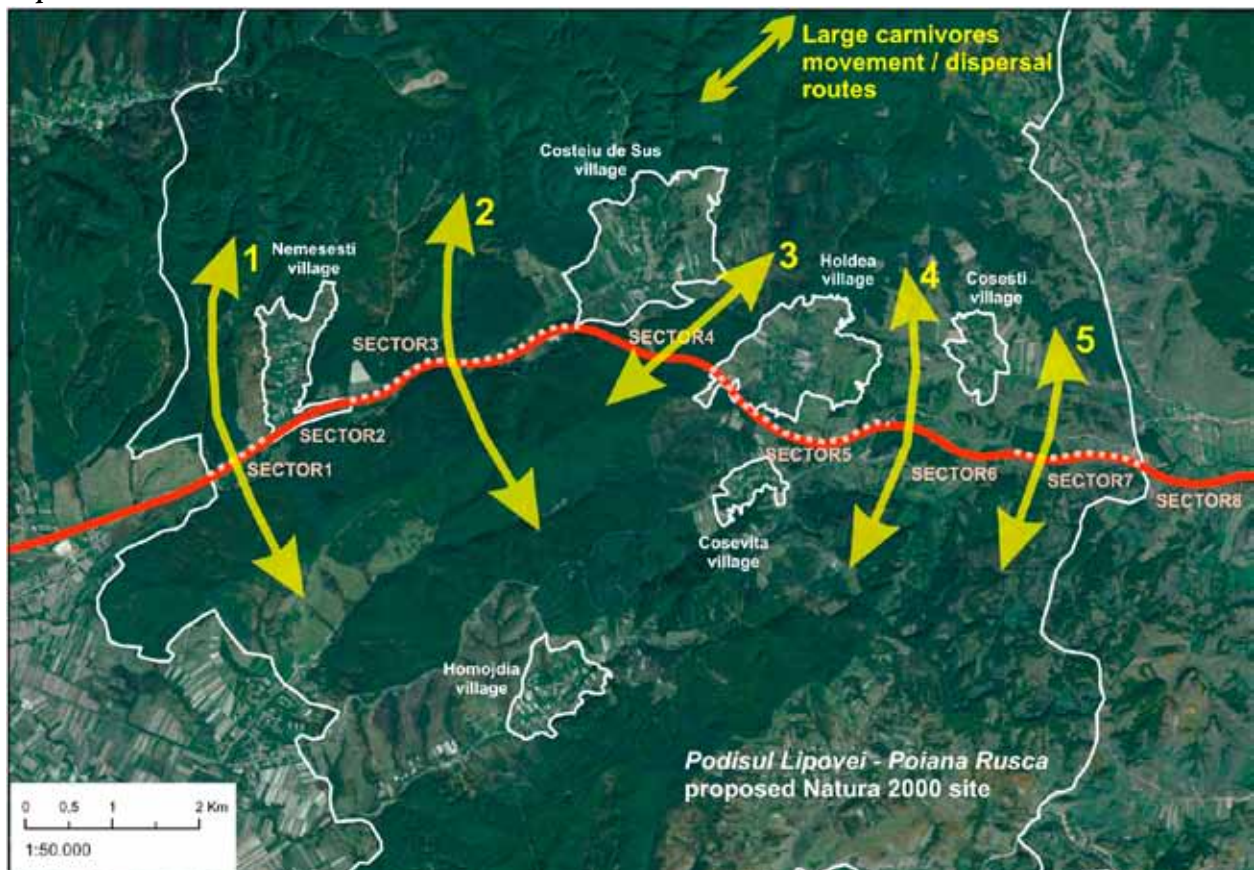 Large carnivores
movement / dispersal
routes
Costeiu de Sus
village
2
1
Nemesesti
village
3
Holdea
village
4
Cosesti
village
5
SECTOR3
SECTOR4
SECTOR2
SECTOR1
SECTOR5
SECTOR6
SECTOR7
SECTOR8
Cosevita
village
Homojdia
village
Podisul Lipovei - Poiana Rusca
proposed Natura 2000 site
0 0,5 1 2 Km
1:50.000